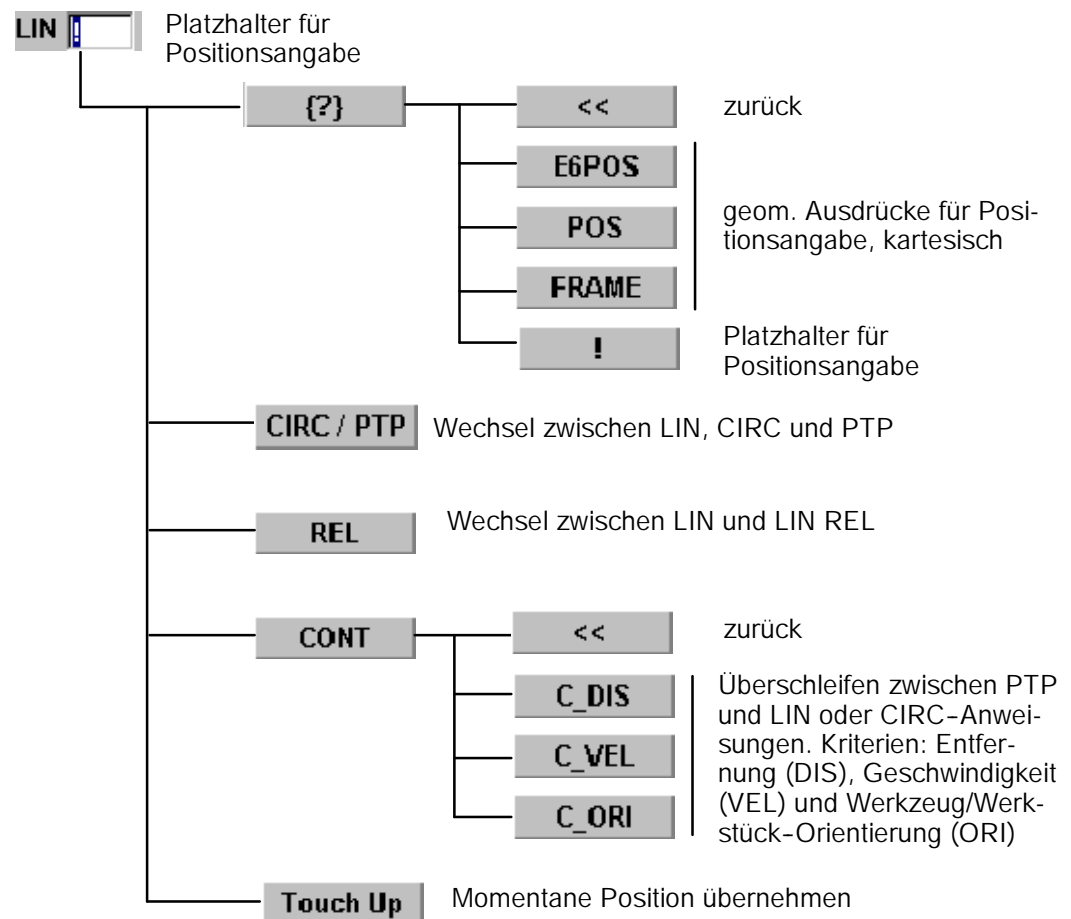 LIN ! Platzhalter für
Positionsangabe
{?} << zurück
E6POS
POS
FRAME
geom. Ausdrücke für Posi-
tionsangabe, kartesisch
! Platzhalter für
Positionsangabe
CIRC / PTP Wechsel zwischen LIN, CIRC und PTP
REL Wechsel zwischen LIN und LIN REL
CONT << zurück
C_DIS
C_VEL
C_ORI
Überschleifen zwischen PTP
und LIN oder CIRC-Anwei-
sungen. Kriterien: Entfer-
nung (DIS), Geschwindigkeit
(VEL) und Werkzeug/Werk-
stück-Orientierung (ORI)
Touch Up Momentane Position übernehmen